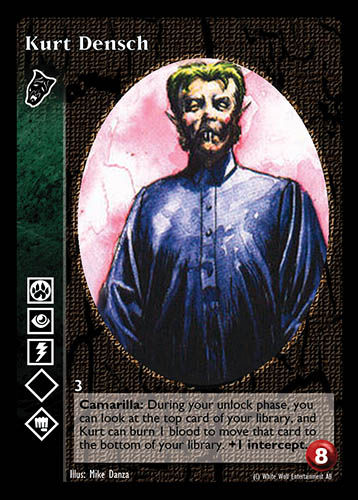 Kurt Densch
3
Camarilla: During your unlock phase, you
can look at the top card of your library, and
Kurt can burn 1 blood to move that card to
the bottom of your library. +1 intercept.
8
Illus: Mike Danza
(C) White Wolf Entertainment AB